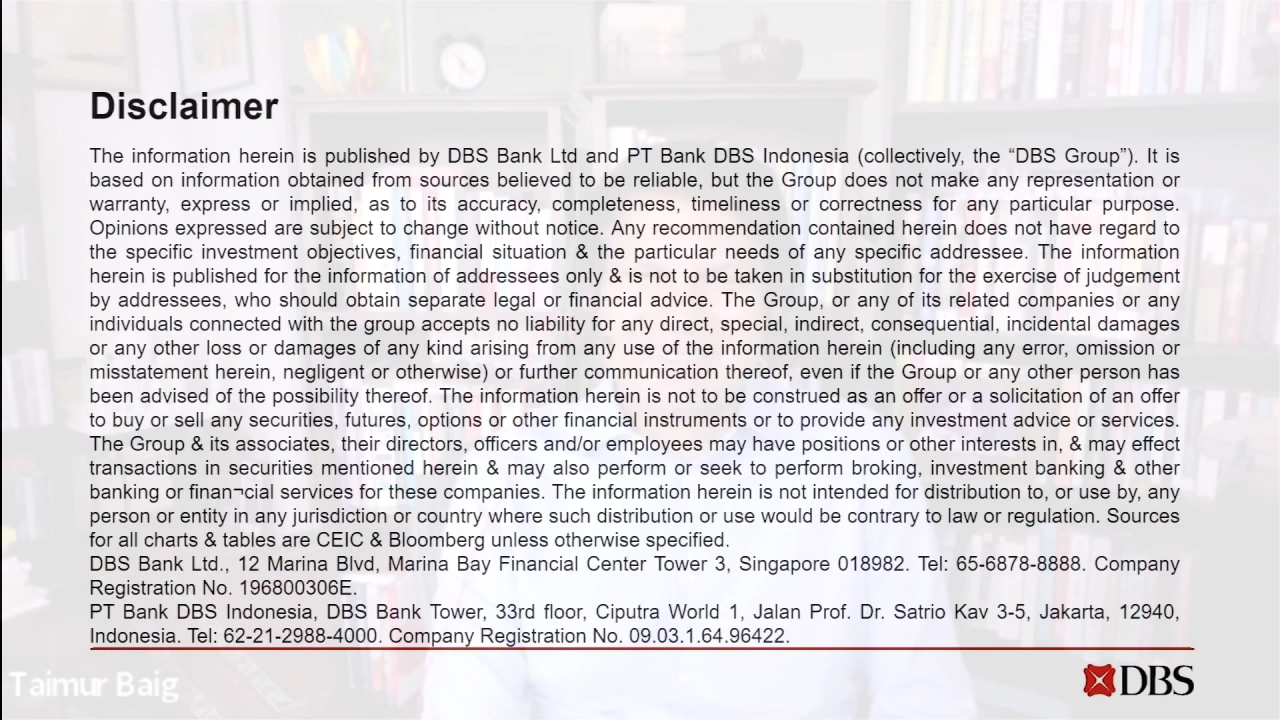 Disclaimer
The information herein is published by DBS Bank Ltd and PT Bank DBS Indonesia (collectively, the “DBS Group”). It is
based on information obtained from sources believed to be reliable, but the Group does not make any representation or
warranty, express or implied, as to its accuracy, completeness, timeliness or correctness for any particular purpose.
Opinions expressed are subject to change without notice. Any recommendation contained herein does not have regard to
the specific investment objectives, financial situation & the particular needs of any specific addressee. The information
herein is published for the information of addressees only & is not to be taken in substitution for the exercise of judgement
by addressees, who should obtain separate legal or financial advice. The Group, or any of its related companies or any
individuals connected with the group accepts no liability for any direct, special, indirect, consequential, incidental damages
or any other loss or damages of any kind arising from any use of the information herein (including any error, omission or
misstatement herein, negligent or otherwise) or further communication thereof, even if the Group or any other person has
been advised of the possibility thereof. The information herein is not to be construed as an offer or a solicitation of an offer
to buy or sell any securities, futures, options or other financial instruments or to provide any investment advice or services.
The Group & its associates, their directors, officers and/or employees may have positions or other interests in, & may effect
transactions in securities mentioned herein & may also perform or seek to perform broking, investment banking & other
banking or finan¬cial services for these companies. The information herein is not intended for distribution to, or use by, any
person or entity in any jurisdiction or country where such distribution or use would be contrary to law or regulation. Sources
for all charts & tables are CEIC & Bloomberg unless otherwise specified.
DBS Bank Ltd., 12 Marina Blvd, Marina Bay Financial Center Tower 3, Singapore 018982. Tel: 65-6878-8888. Company
Registration No. 196800306E.
PT Bank DBS Indonesia, DBS Bank Tower, 33rd floor, Ciputra World 1, Jalan Prof. Dr. Satrio Kav 3-5, Jakarta, 12940,
Indonesia. Tel: 62-21-2988-4000. Company Registration No. 09.03.1.64.96422.
Taimur Baig
DBS